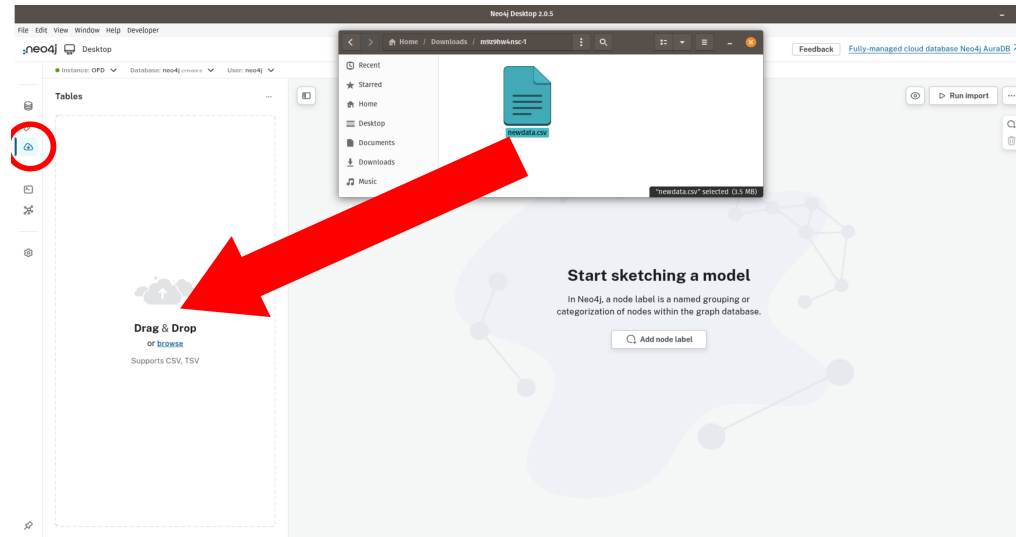 Neo4j Desktop 2.0.5
File Edit View Window Help Developer
:neo4j Desktop
Feedback Fully-managed cloud database Neo4j AuraDB
Instance: OFD Database: neo4j User: neo4j
Tables ...
Run import ...
Home / Downloads / m9z9hw4nsc-1
Recent
Starred
Home
Desktop
Documents
Downloads
Music
newdata.csv
"newdata.csv" selected (3.5 MB)
Drag & Drop
or browse
Supports CSV, TSV
Start sketching a model
In Neo4j, a node label is a named grouping or
categorization of nodes within the graph database.
Add node label